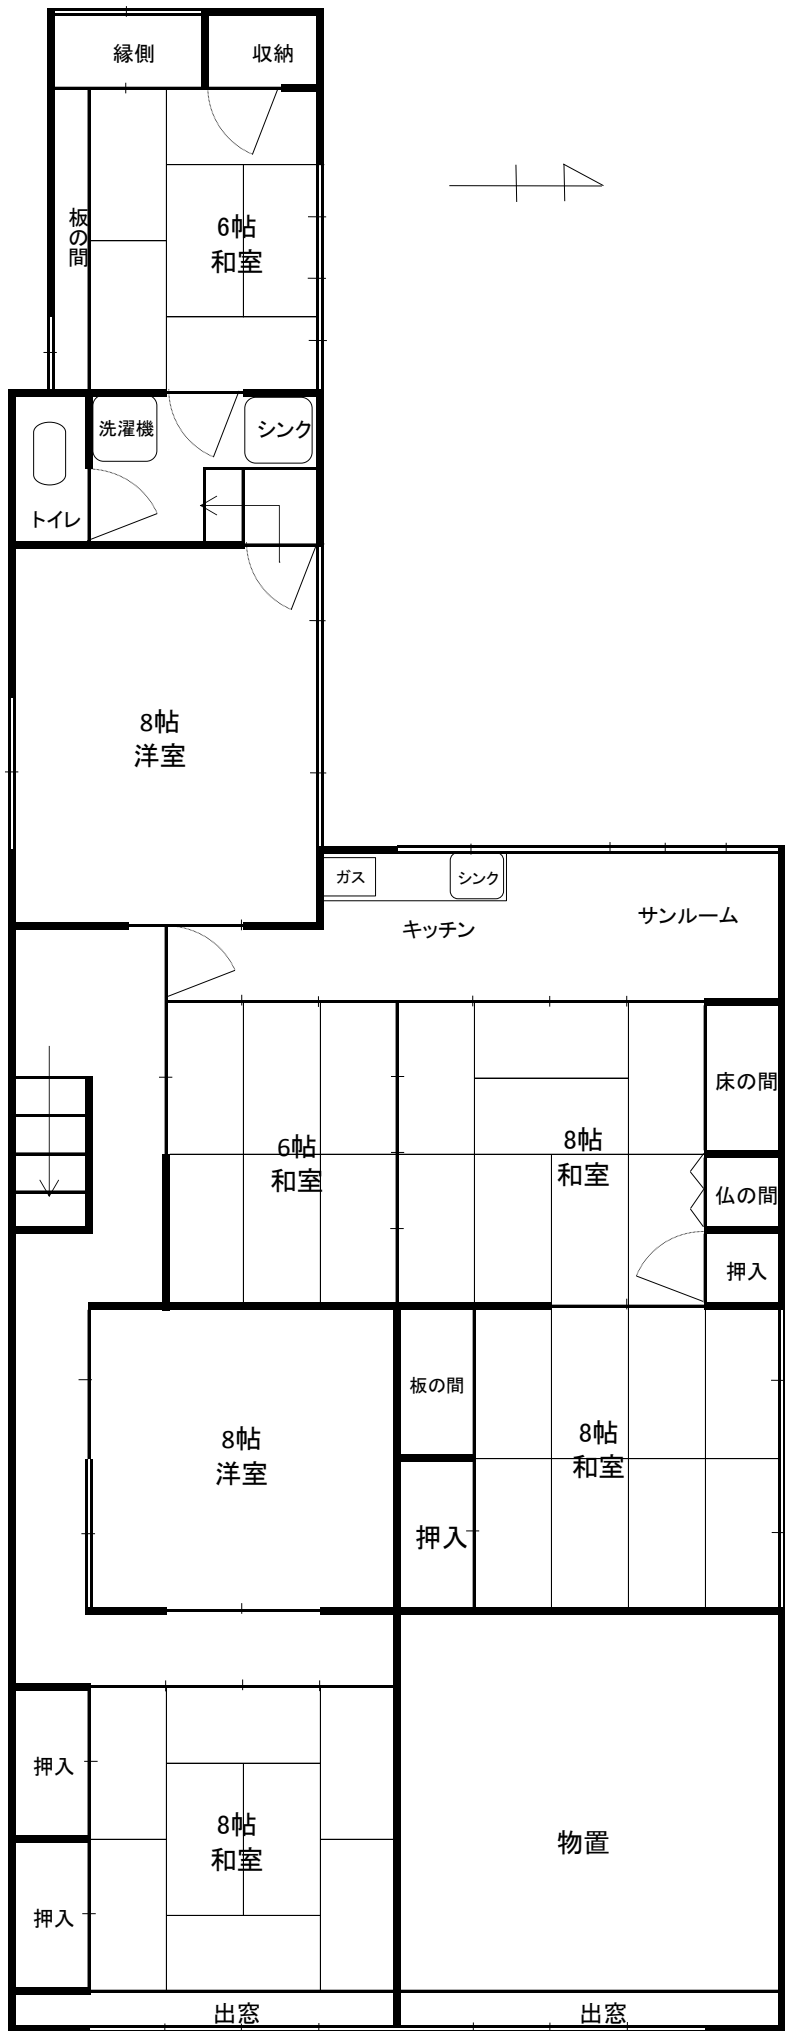 縁側
収納
板の間
6帖
和室
洗濯機
シンク
トイレ
8帖
洋室
ガス
シンク
キッチン
サンルーム
床の間
6帖
和室
8帖
和室
仏の間
押入
板の間
8帖
洋室
8帖
和室
押入
押入
8帖
和室
物置
押入
出窓
出窓